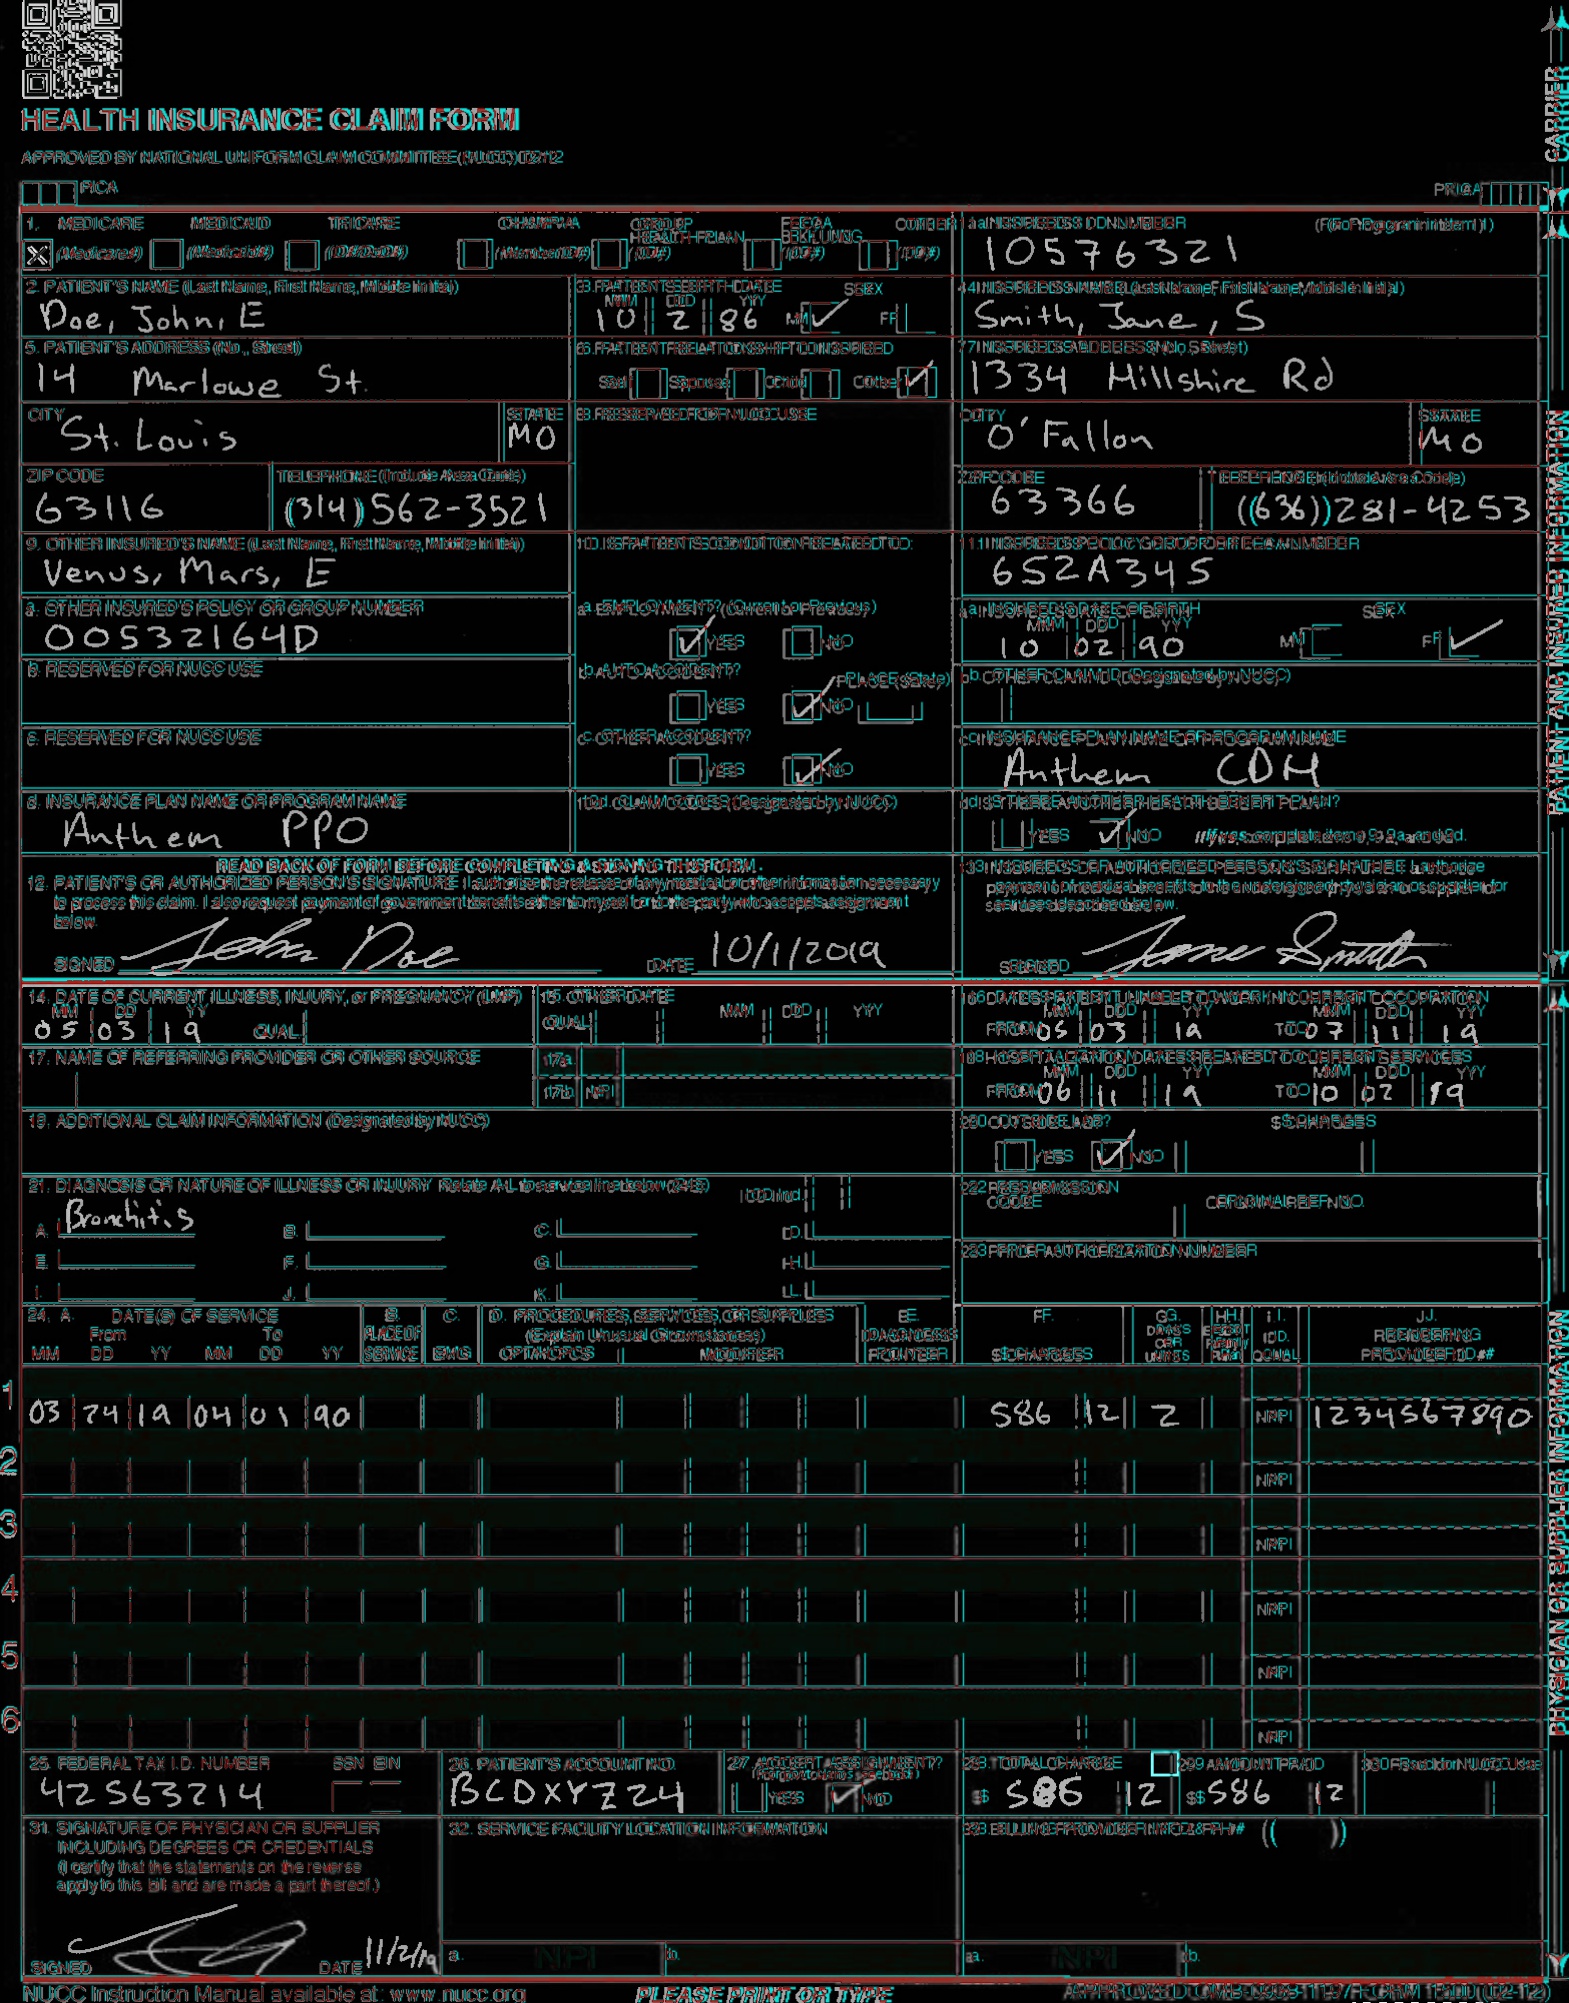 HEALTH INSURANCE CLAIM FORM
APPROVED BY NATIONAL UNIFORM CLAIM COMMITTEE (NUCC) 02/12
PICA PICA
CARRIER
1. MEDICARE MEDICAID TRICARE CHAMPVA GROUP HEALTH PLAN FECA BLK LUNG OTHER
(Medicare#) (Medicaid#) (ID#/DoD#) (Member ID#) (ID#) (ID#) (ID#)
1a. INSURED'S I.D. NUMBER (For Program in Item 1)
10576321
2. PATIENT'S NAME (Last Name, First Name, Middle Initial)
Doe, John, E
3. PATIENT'S BIRTH DATE SEX
MM DD YY
10 2 86 M F
4. INSURED'S NAME (Last Name, First Name, Middle Initial)
Smith, Jane, S
5. PATIENT'S ADDRESS (No., Street)
14 Marlowe St.
6. PATIENT RELATIONSHIP TO INSURED
Self Spouse Child Other
7. INSURED'S ADDRESS (No., Street)
1334 Hillshire Rd
CITY STATE
St. Louis MO
8. RESERVED FOR NUCC USE
CITY STATE
O'Fallon MO
ZIP CODE TELEPHONE (Include Area Code)
63116 (314) 562-3521
ZIP CODE TELEPHONE (Include Area Code)
63366 (636) 281-4253
9. OTHER INSURED'S NAME (Last Name, First Name, Middle Initial)
Venus, Mars, E
10. IS PATIENT'S CONDITION RELATED TO:
11. INSURED'S POLICY GROUP OR FECA NUMBER
652A345
a. OTHER INSURED'S POLICY OR GROUP NUMBER
00532164D
a. EMPLOYMENT? (Current or Previous)
YES NO
a. INSURED'S DATE OF BIRTH SEX
MM DD YY
10 02 90 M F
b. RESERVED FOR NUCC USE
b. AUTO ACCIDENT? PLACE (State)
YES NO
b. OTHER CLAIM ID (Designated by NUCC)
c. RESERVED FOR NUCC USE
c. OTHER ACCIDENT?
YES NO
c. INSURANCE PLAN NAME OR PROGRAM NAME
Anthem CDH
d. INSURANCE PLAN NAME OR PROGRAM NAME
Anthem PPO
10d. CLAIM CODES (Designated by NUCC)
d. IS THERE ANOTHER HEALTH BENEFIT PLAN?
YES NO If yes, complete items 9, 9a, and 9d.
READ BACK OF FORM BEFORE COMPLETING & SIGNING THIS FORM.
12. PATIENT'S OR AUTHORIZED PERSON'S SIGNATURE I authorize the release of any medical or other information necessary
to process this claim. I also request payment of government benefits either to myself or to the party who accepts assignment
below.
SIGNED John Doe DATE 10/1/2019
13. INSURED'S OR AUTHORIZED PERSON'S SIGNATURE I authorize
payment of medical benefits to the undersigned physician or supplier for
services described below.
SIGNED Jane Smith
PATIENT AND INSURED INFORMATION
14. DATE OF CURRENT ILLNESS, INJURY, or PREGNANCY (LMP)
MM DD YY
05 03 19 QUAL.
15. OTHER DATE
QUAL. MM DD YY
16. DATES PATIENT UNABLE TO WORK IN CURRENT OCCUPATION
MM DD YY MM DD YY
FROM 05 03 19 TO 07 11 19
17. NAME OF REFERRING PROVIDER OR OTHER SOURCE
17a.
17b. NPI
18. HOSPITALIZATION DATES RELATED TO CURRENT SERVICES
MM DD YY MM DD YY
FROM 06 11 19 TO 10 02 19
19. ADDITIONAL CLAIM INFORMATION (Designated by NUCC)
20. OUTSIDE LAB? $ CHARGES
YES NO
21. DIAGNOSIS OR NATURE OF ILLNESS OR INJURY Relate A-L to service line below (24E) ICD Ind.
A. Bronchitis B. C. D.
E. F. G. H.
I. J. K. L.
22. RESUBMISSION
CODE ORIGINAL REF. NO.
23. PRIOR AUTHORIZATION NUMBER
24. A. DATE(S) OF SERVICE
From To
MM DD YY MM DD YY
B. PLACE OF SERVICE
C. EMG
D. PROCEDURES, SERVICES, OR SUPPLIES
(Explain Unusual Circumstances)
CPT/HCPCS MODIFIER
E. DIAGNOSIS POINTER
F. $ CHARGES
G. DAYS OR UNITS
H. EPSDT Family Plan
I. ID. QUAL.
J. RENDERING PROVIDER ID. #
1 03 24 19 04 01 90 586 12 2 NPI 1234567890
2 NPI
3 NPI
4 NPI
5 NPI
6 NPI
25. FEDERAL TAX I.D. NUMBER SSN EIN
42563214
26. PATIENT'S ACCOUNT NO.
BCDXYZ24
27. ACCEPT ASSIGNMENT?
(For govt. claims, see back)
YES NO
28. TOTAL CHARGE
$ 586 12
29. AMOUNT PAID
$ 586 12
30. Rsvd for NUCC Use
31. SIGNATURE OF PHYSICIAN OR SUPPLIER
INCLUDING DEGREES OR CREDENTIALS
(I certify that the statements on the reverse
apply to this bill and are made a part thereof.)
SIGNED DATE 11/2/19
32. SERVICE FACILITY LOCATION INFORMATION
a. NPI b.
33. BILLING PROVIDER INFO & PH # ( )
a. NPI b.
PHYSICIAN OR SUPPLIER INFORMATION
NUCC Instruction Manual available at: www.nucc.org
PLEASE PRINT OR TYPE
APPROVED OMB-0938-1197 FORM 1500 (02-12)